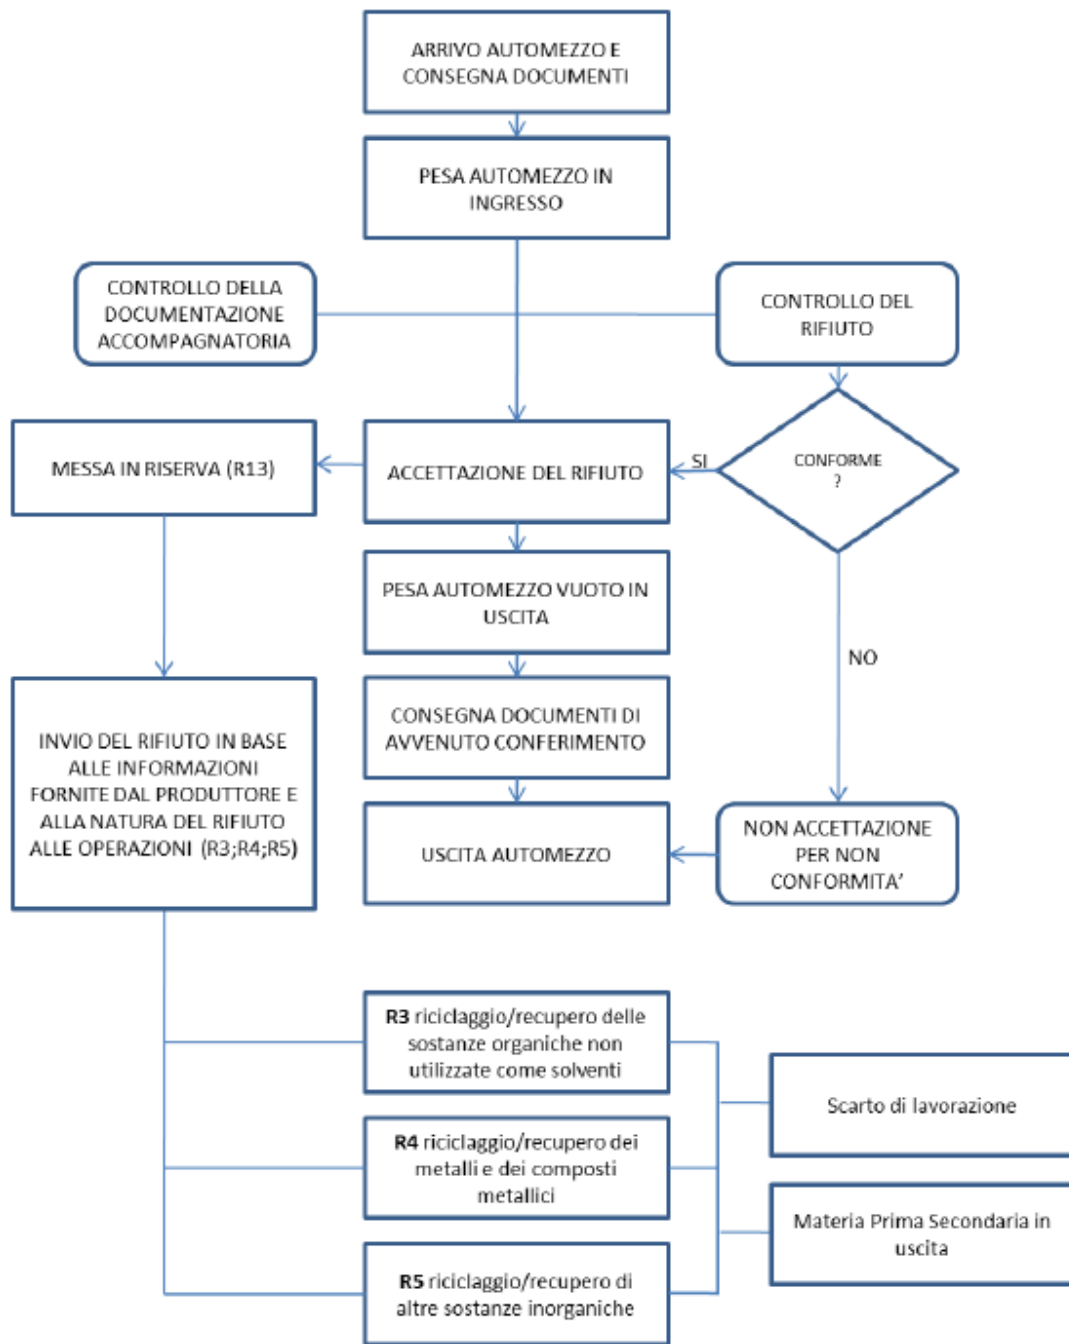 ARRIVO AUTOMEZZO E
CONSEGNA DOCUMENTI
PESA AUTOMEZZO IN
INGRESSO
CONTROLLO DELLA
DOCUMENTAZIONE
ACCOMPAGNATORIA
CONTROLLO DEL
RIFIUTO
MESSA IN RISERVA (R13)
ACCETTAZIONE DEL RIFIUTO
SI
CONFORME
?
PESA AUTOMEZZO VUOTO IN
USCITA
NO
INVIO DEL RIFIUTO IN BASE
ALLE INFORMAZIONI
FORNITE DAL PRODUTTORE E
ALLA NATURA DEL RIFIUTO
ALLE OPERAZIONI (R3;R4;R5)
CONSEGNA DOCUMENTI DI
AVVENUTO CONFERIMENTO
USCITA AUTOMEZZO
NON ACCETTAZIONE
PER NON
CONFORMITA’
R3 riciclaggio/recupero delle
sostanze organiche non
utilizzate come solventi
Scarto di lavorazione
R4 riciclaggio/recupero dei
metalli e dei composti
metallici
Materia Prima Secondaria in
uscita
R5 riciclaggio/recupero di
altre sostanze inorganiche